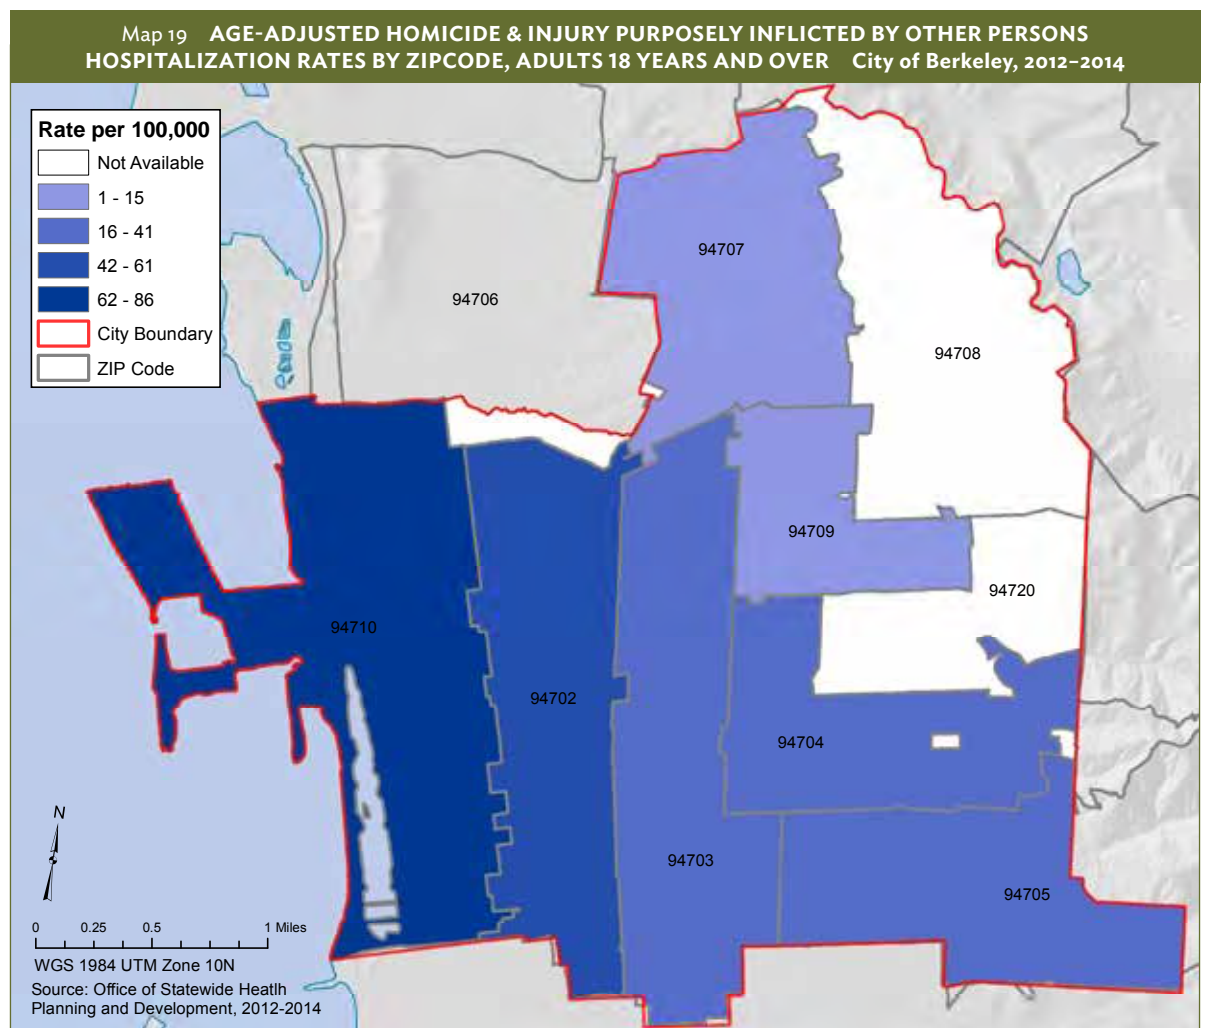 Map 19 AGE-ADJUSTED HOMICIDE & INJURY PURPOSELY INFLICTED BY OTHER PERSONS
HOSPITALIZATION RATES BY ZIPCODE, ADULTS 18 YEARS AND OVER City of Berkeley, 2012–2014
Rate per 100,000
Not Available
1 - 15
16 - 41
42 - 61
62 - 86
City Boundary
ZIP Code
94707
94706
94708
94709
94720
94710
94702
94704
94703
94705
N
0 0.25 0.5 1 Miles
WGS 1984 UTM Zone 10N
Source: Office of Statewide Heatlh
Planning and Development, 2012-2014